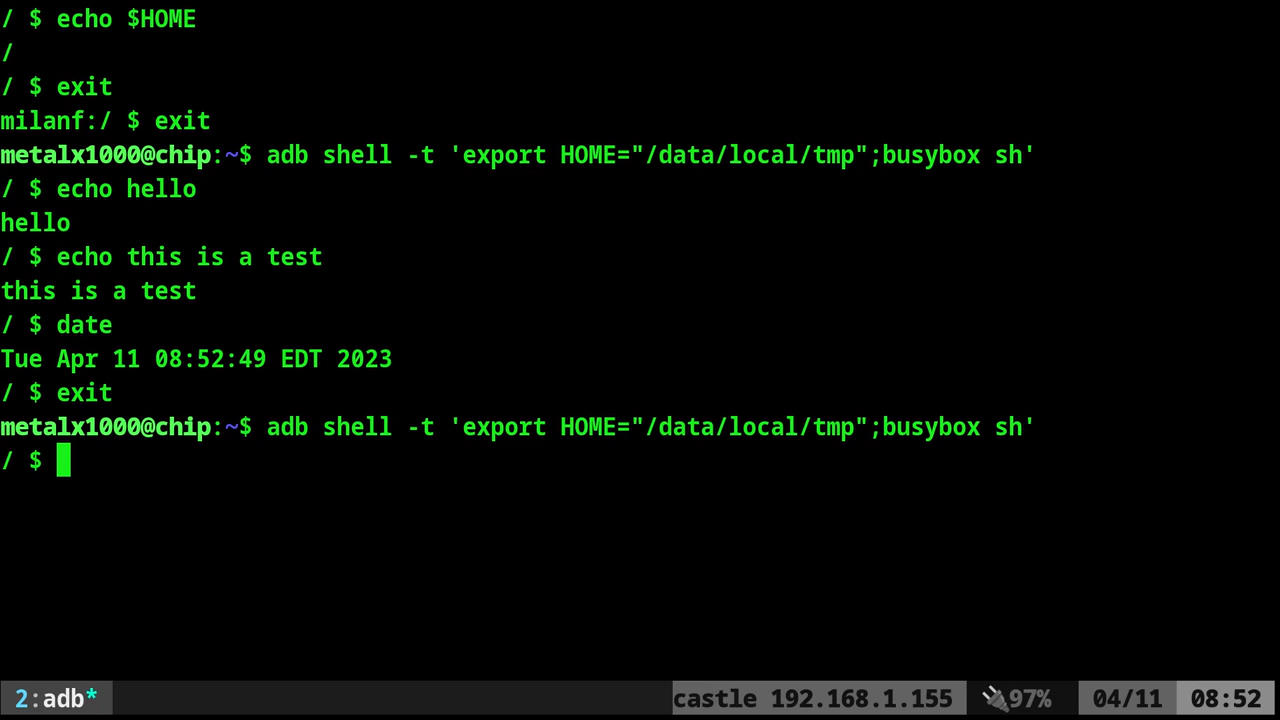 / $ echo $HOME
/
/ $ exit
milanf:/ $ exit
metalx1000@chip:~$ adb shell -t 'export HOME="/data/local/tmp";busybox sh'
/ $ echo hello
hello
/ $ echo this is a test
this is a test
/ $ date
Tue Apr 11 08:52:49 EDT 2023
/ $ exit
metalx1000@chip:~$ adb shell -t 'export HOME="/data/local/tmp";busybox sh'
/ $
2:adb* castle 192.168.1.155 🔌97% 04/11 08:52